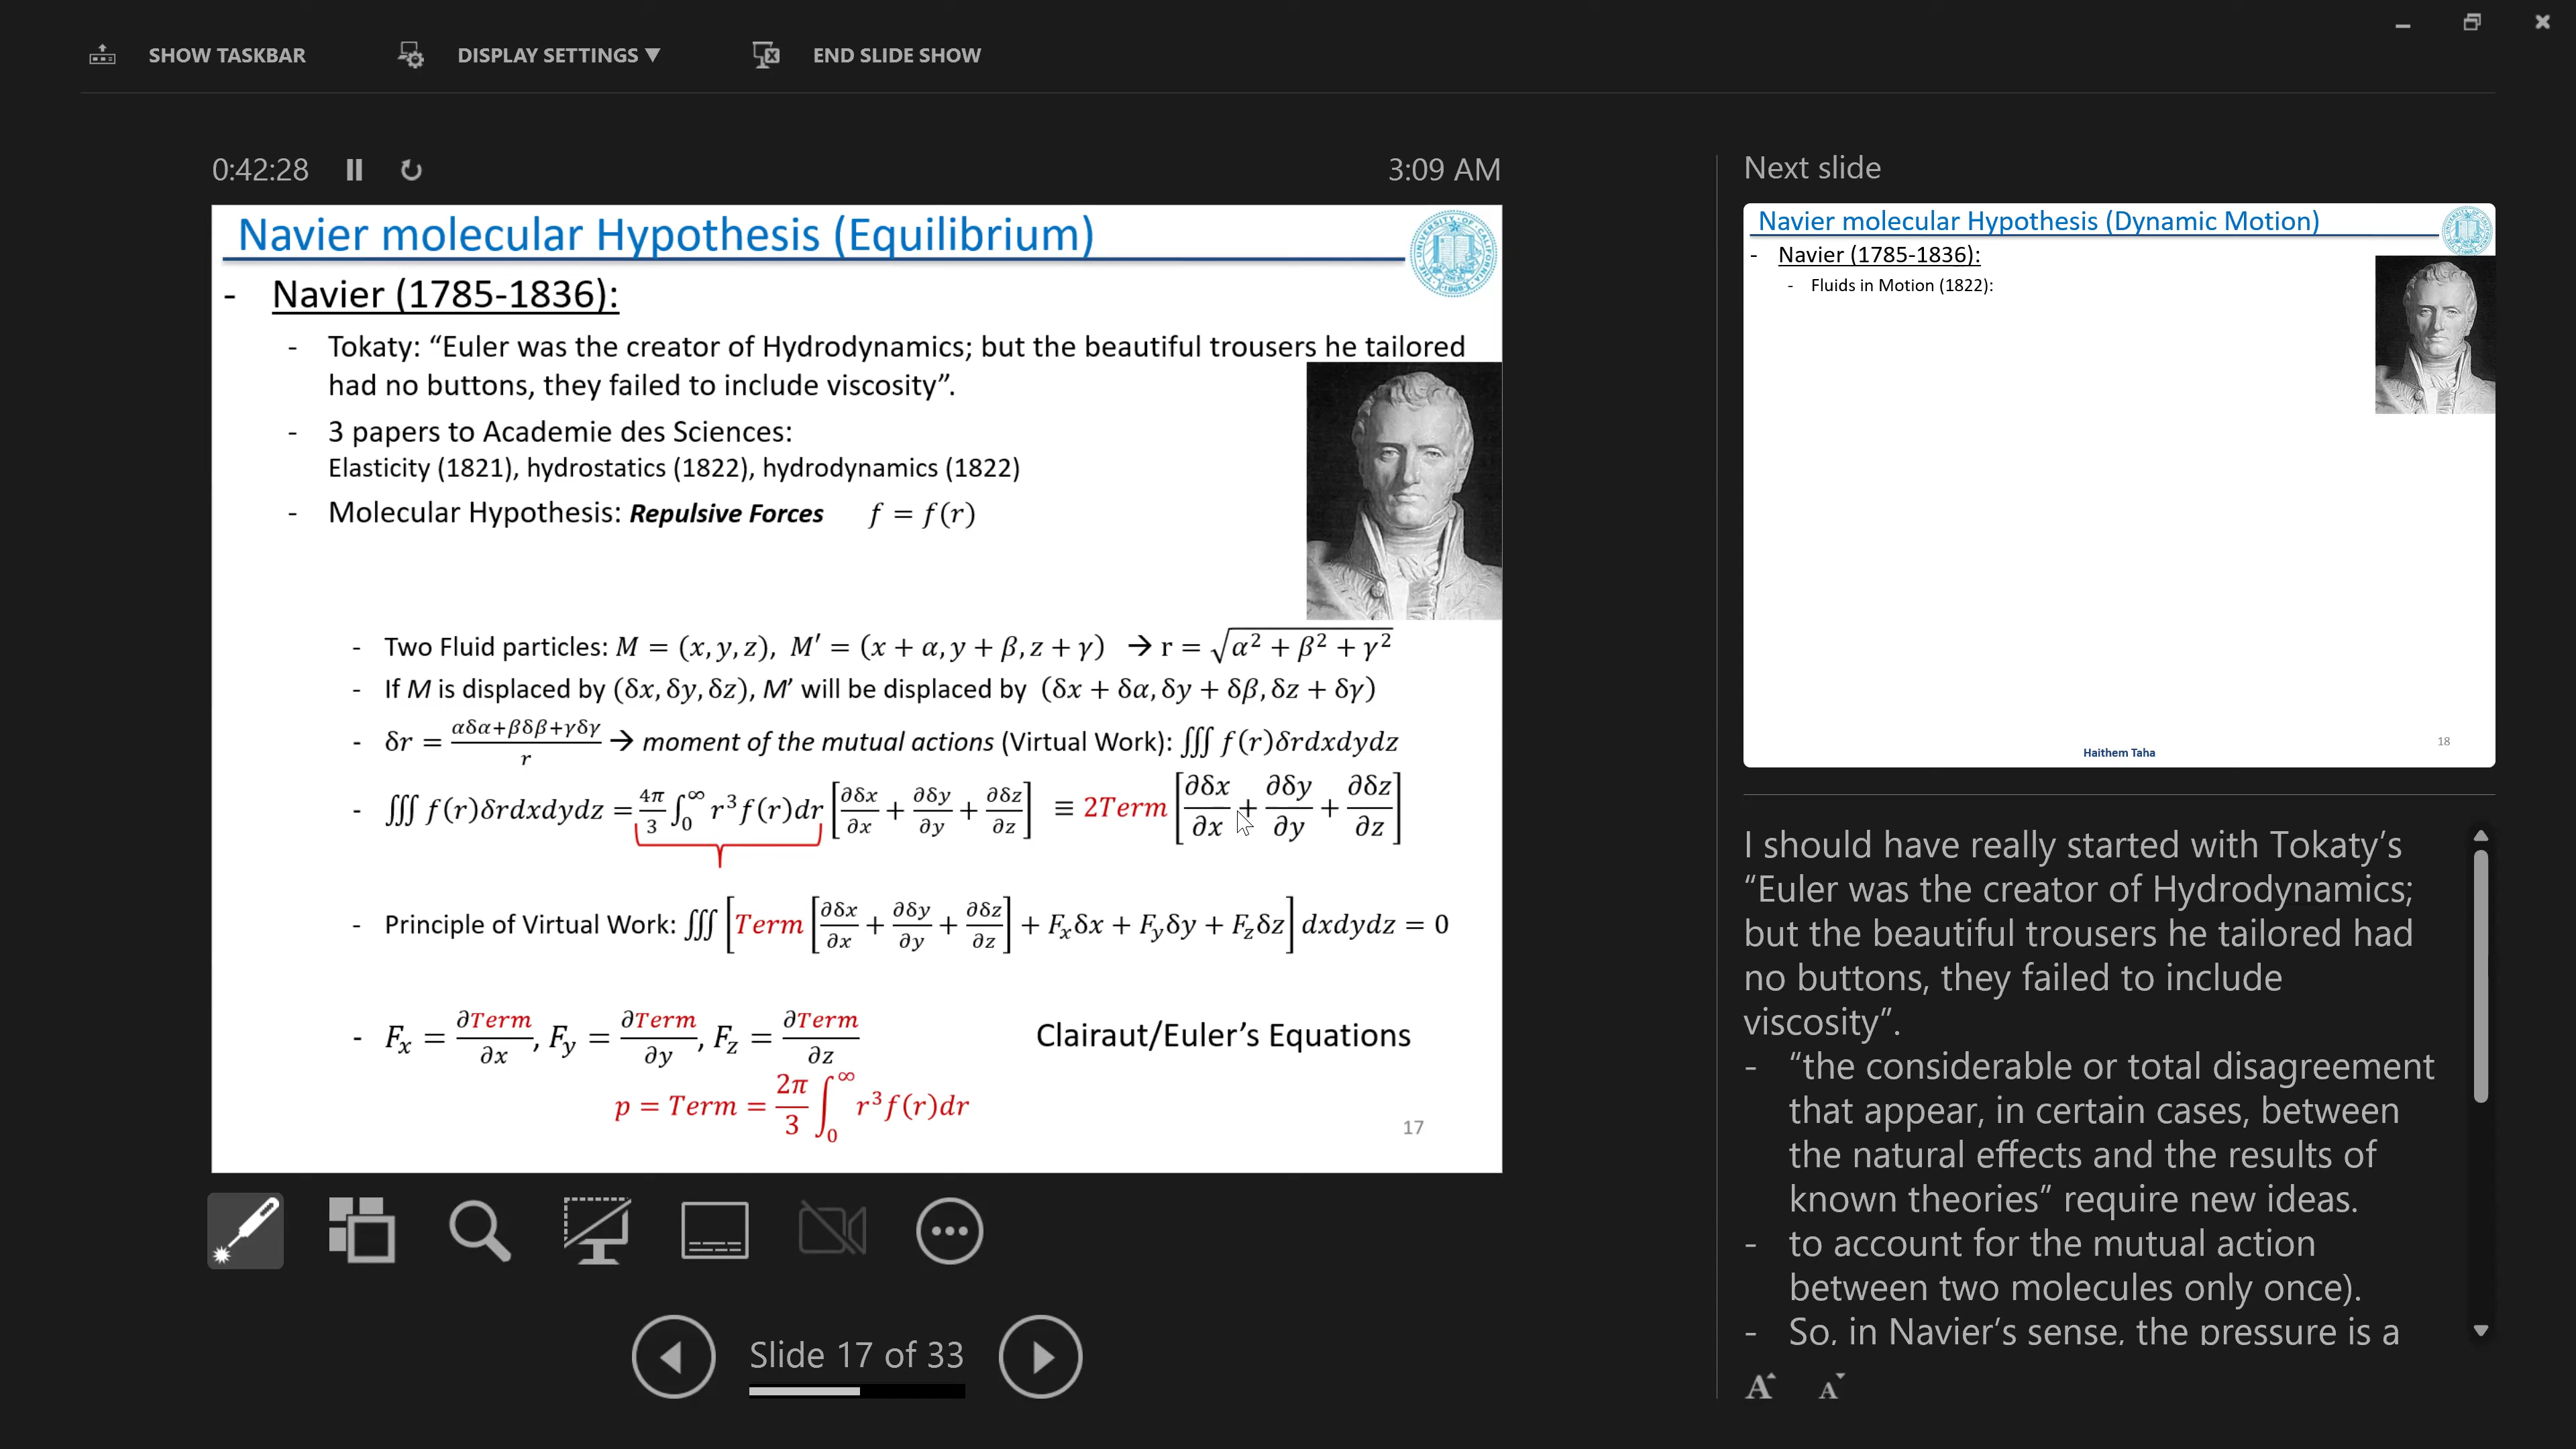 SHOW TASKBAR DISPLAY SETTINGS ▼ END SLIDE SHOW
0:42:28 3:09 AM
Navier molecular Hypothesis (Equilibrium)
- Navier (1785-1836):
- Tokaty: “Euler was the creator of Hydrodynamics; but the beautiful trousers he tailored
had no buttons, they failed to include viscosity”.
- 3 papers to Academie des Sciences:
Elasticity (1821), hydrostatics (1822), hydrodynamics (1822)
- Molecular Hypothesis: Repulsive Forces f = f(r)
- Two Fluid particles: M = (x, y, z), M′ = (x + α, y + β, z + γ) → r = √(α² + β² + γ²)
- If M is displaced by (δx, δy, δz), M’ will be displaced by (δx + δα, δy + δβ, δz + δγ)
- δr = (αδα+βδβ+γδγ)/r → moment of the mutual actions (Virtual Work): ∭ f(r)δrdxdydz
- ∭ f(r)δrdxdydz = 4π/3 ∫₀^∞ r³f(r)dr [∂δx/∂x + ∂δy/∂y + ∂δz/∂z] ≡ 2Term [∂δx/∂x + ∂δy/∂y + ∂δz/∂z]
- Principle of Virtual Work: ∭ [Term [∂δx/∂x + ∂δy/∂y + ∂δz/∂z] + Fₓδx + F_yδy + F_zδz] dxdydz = 0
- Fₓ = ∂Term/∂x, F_y = ∂Term/∂y, F_z = ∂Term/∂z Clairaut/Euler’s Equations
p = Term = 2π/3 ∫₀^∞ r³f(r)dr
17
Slide 17 of 33
Next slide
Navier molecular Hypothesis (Dynamic Motion)
- Navier (1785-1836):
- Fluids in Motion (1822):
Haithem Taha
18
I should have really started with Tokaty’s
“Euler was the creator of Hydrodynamics;
but the beautiful trousers he tailored had
no buttons, they failed to include
viscosity”.
- “the considerable or total disagreement
that appear, in certain cases, between
the natural effects and the results of
known theories” require new ideas.
- to account for the mutual action
between two molecules only once).
- So, in Navier’s sense, the pressure is a
A A